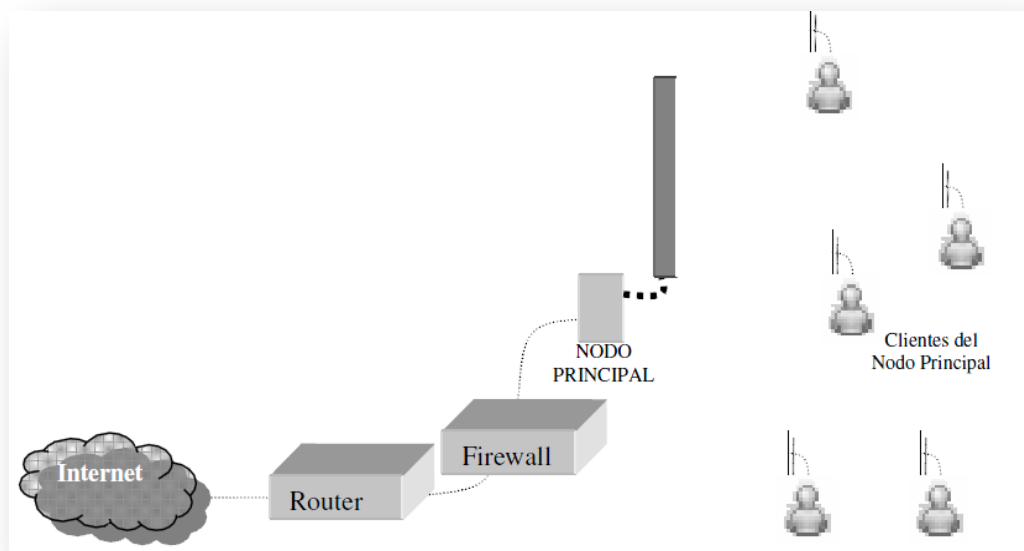 NODO
PRINCIPAL
Clientes del
Nodo Principal
Firewall
Internet
Router